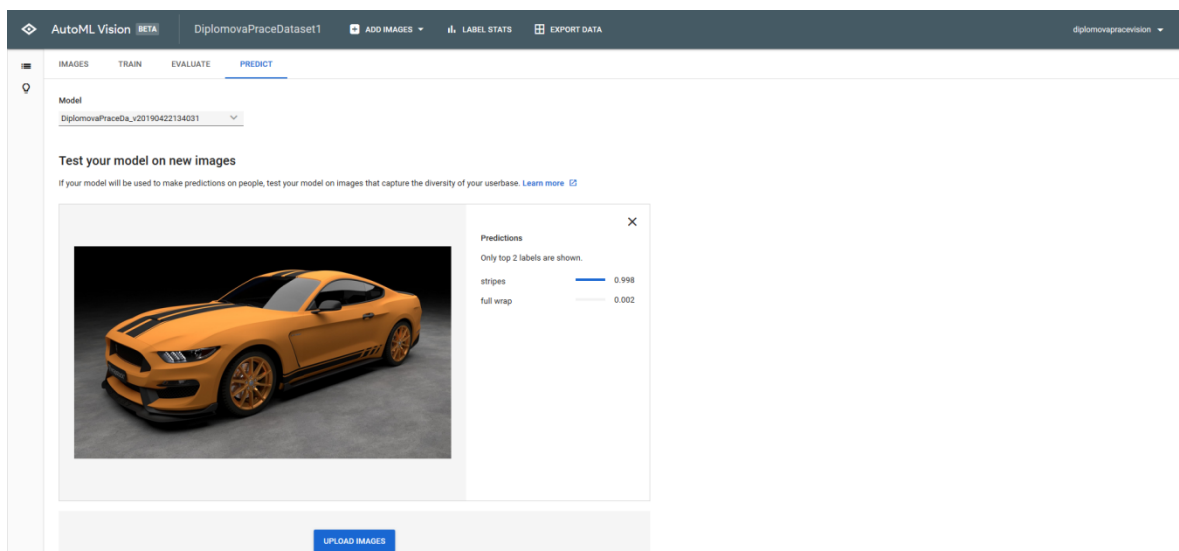 AutoML Vision BETA DiplomovaPraceDataset1 ADD IMAGES LABEL STATS EXPORT DATA diplomovapracevision
IMAGES TRAIN EVALUATE PREDICT
Model
DiplomovaPraceDa_v20190422134031
Test your model on new images
If your model will be used to make predictions on people, test your model on images that capture the diversity of your userbase. Learn more
Predictions
Only top 2 labels are shown.
stripes 0.998
full wrap 0.002
UPLOAD IMAGES